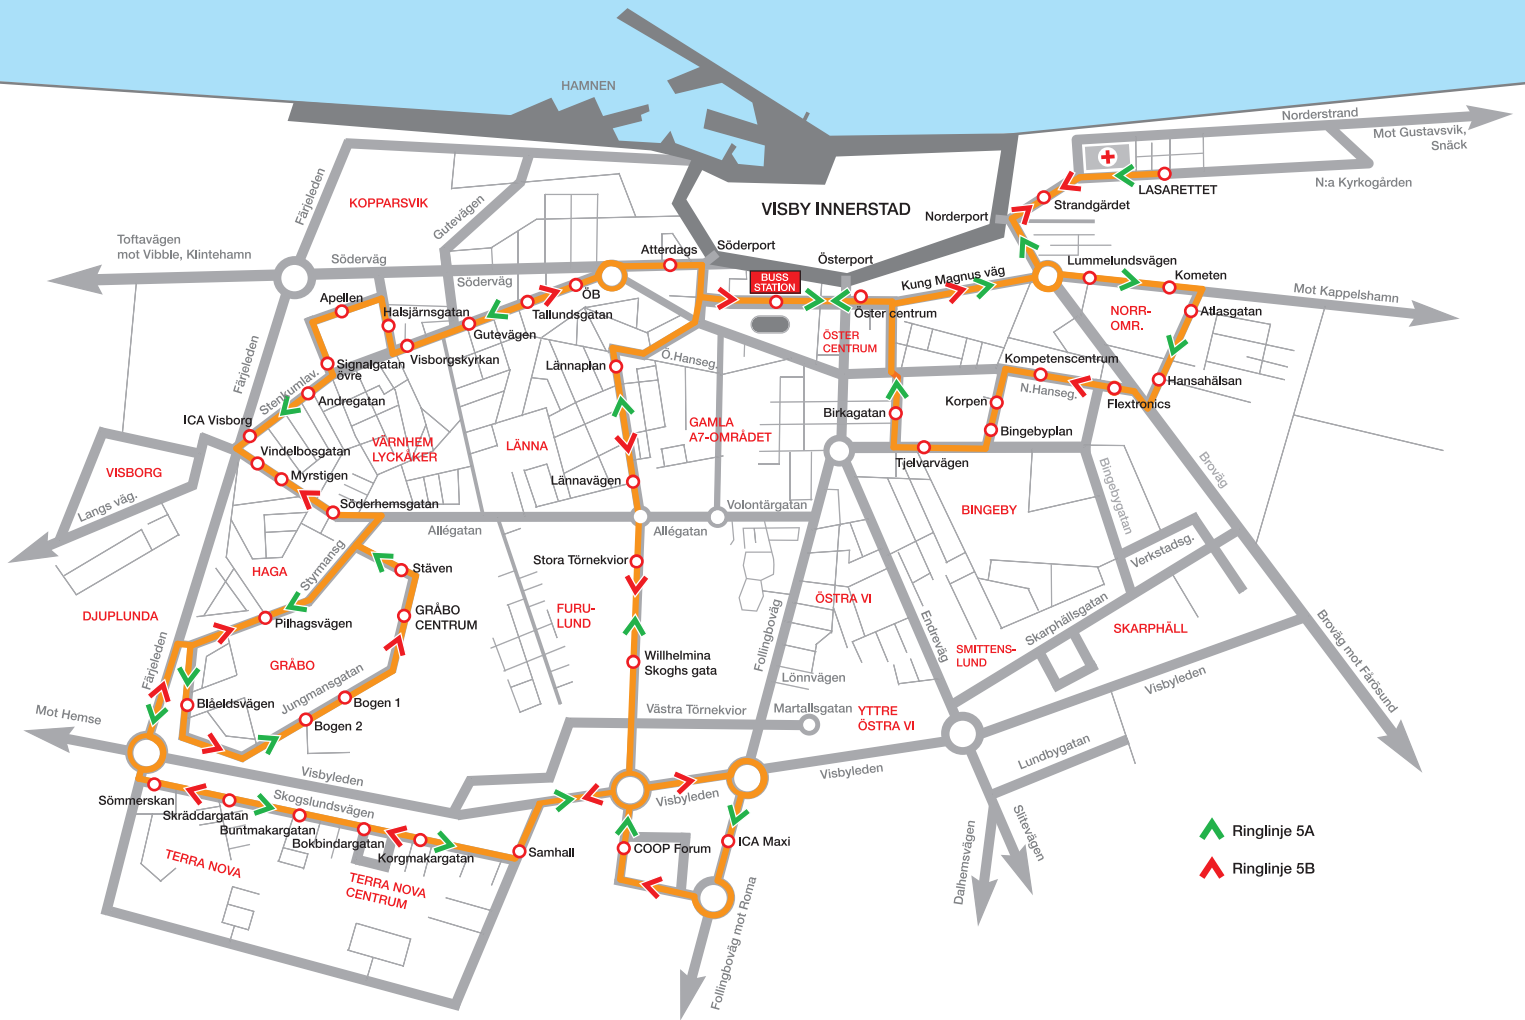 HAMNEN
Norderstrand
Mot Gustavsvik,
Snäck
N:a Kyrkogården
LASARETTET
Strandgärdet
Norderport
VISBY INNERSTAD
KOPPARSVIK
Färjeleden
Gutevägen
Toftavägen
mot Vibble, Klintehamn
Söderväg
Söderväg
Atterdags
Söderport
Österport
BUSS
STATION
Kung Magnus väg
Lummelundsvägen
Kometen
Mot Kappelshamn
Apellen
Halsjärnsgatan
ÖB
Tallundsgatan
Gutevägen
Visborgskyrkan
Öster centrum
ÖSTER
CENTRUM
NORR-
OMR.
Atlasgatan
Färjeleden
Signalgatan
övre
Stenkumlav.
Andregatan
Lännaplan
Ö.Hanseg.
Kompetenscentrum
N.Hanseg.
Hansahälsan
Flextronics
Korpen
Birkagatan
Bingebyplan
Tjelvarvägen
ICA Visborg
Vindelbosgatan
Myrstigen
VÄRNHEM
LYCKÅKER
LÄNNA
GAMLA
A7-OMRÅDET
VISBORG
Langs väg.
Lännavägen
Söderhemsgatan
Allégatan
Allégatan
Volontärgatan
BINGEBY
Bingebygatan
Broväg
Verkstadsg.
Styrmansg
HAGA
Stäven
Stora Törnekvior
DJUPLUNDA
Pilhagsvägen
GRÅBO
CENTRUM
FURU-
LUND
ÖSTRA VI
Follingboväg
Endreväg
Skarphällsgatan
SKARPHÄLL
Broväg mot Fårösund
GRÅBO
Färjeleden
Jungmansgatan
Willhelmina
Skoghs gata
SMITTENS-
LUND
Visbyleden
Lönnvägen
Blåeldsvägen
Bogen 1
Bogen 2
Mot Hemse
Västra Törnekvior
Martallsgatan
YTTRE
ÖSTRA VI
Lundbygatan
Visbyleden
Visbyleden
Visbyleden
Sömmerskan
Skogslundsvägen
Skräddargatan
Buntmakargatan
Bokbindargatan
Korgmakargatan
Samhall
COOP Forum
ICA Maxi
Slitevägen
Dalhemsvägen
TERRA NOVA
TERRA NOVA
CENTRUM
Follingboväg mot Roma
Ringlinje 5A
Ringlinje 5B